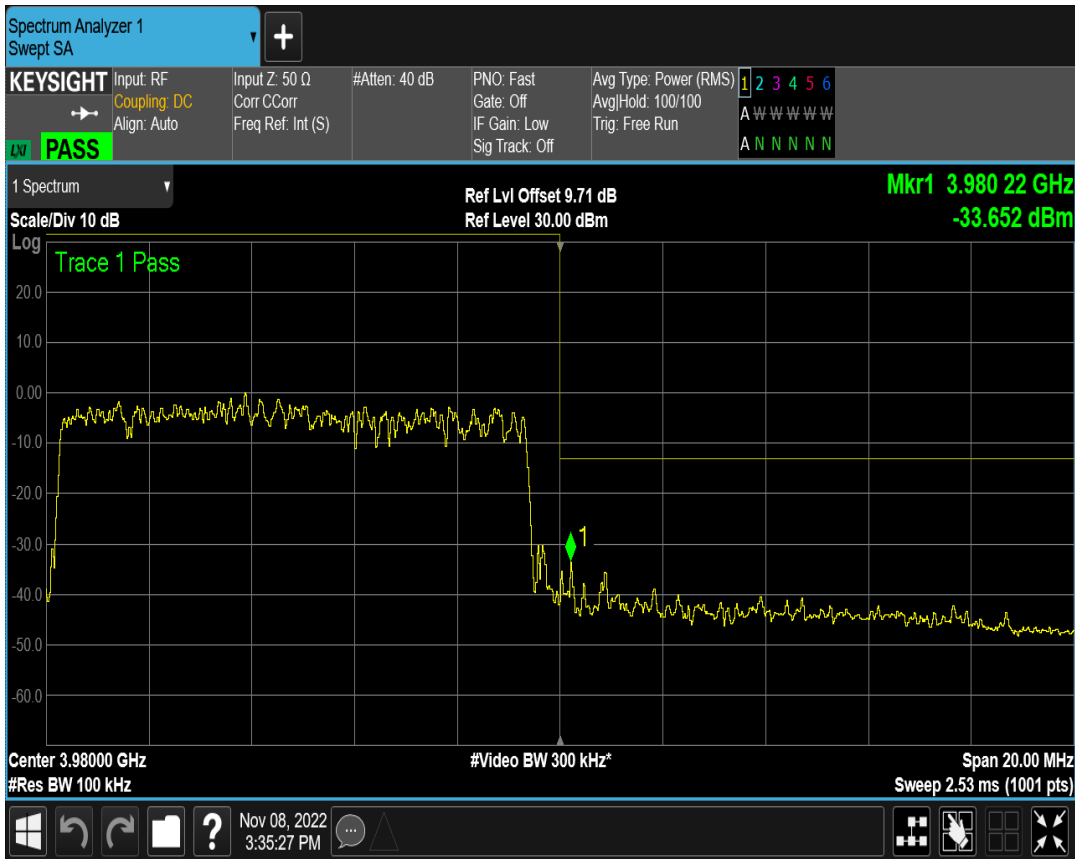 Spectrum Analyzer 1
Swept SA
+
KEYSIGHT
LXI PASS
Input: RF
Coupling: DC
Align: Auto
Input Z: 50 Ω
Corr CCorr
Freq Ref: Int (S)
#Atten: 40 dB
PNO: Fast
Gate: Off
IF Gain: Low
Sig Track: Off
Avg Type: Power (RMS)
Avg|Hold: 100/100
Trig: Free Run
1 2 3 4 5 6
A W W W W W
A N N N N N
1 Spectrum
Scale/Div 10 dB
Ref Lvl Offset 9.71 dB
Ref Level 30.00 dBm
Mkr1 3.980 22 GHz
-33.652 dBm
Log
Trace 1 Pass
20.0
10.0
0.00
-10.0
-20.0
-30.0
-40.0
-50.0
-60.0
1
Center 3.98000 GHz
#Res BW 100 kHz
#Video BW 300 kHz*
Span 20.00 MHz
Sweep 2.53 ms (1001 pts)
?
Nov 08, 2022
3:35:27 PM